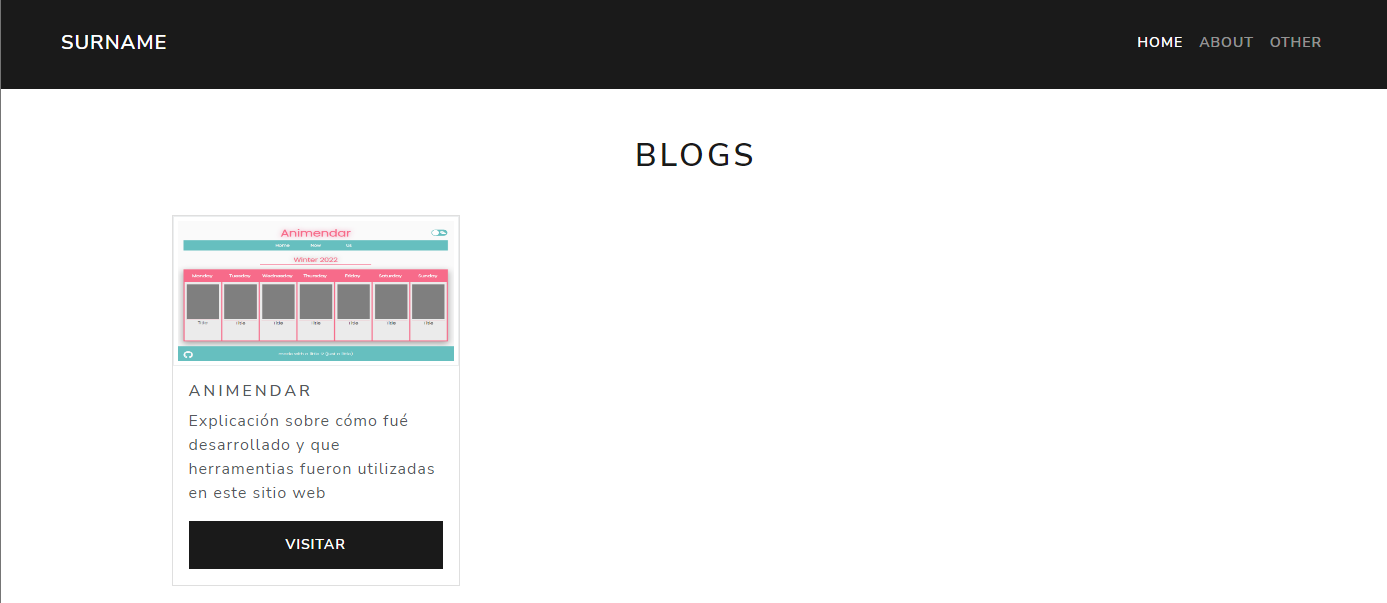 SURNAME
HOME ABOUT OTHER
BLOGS
Animendar
Home Now Us
Winter 2022
Monday Tuesday Wednesday Thursday Friday Saturday Sunday
Title Title Title Title Title Title Title
ANIMENDAR
Explicación sobre cómo fué
desarrollado y que
herramentias fueron utilizadas
en este sitio web
VISITAR